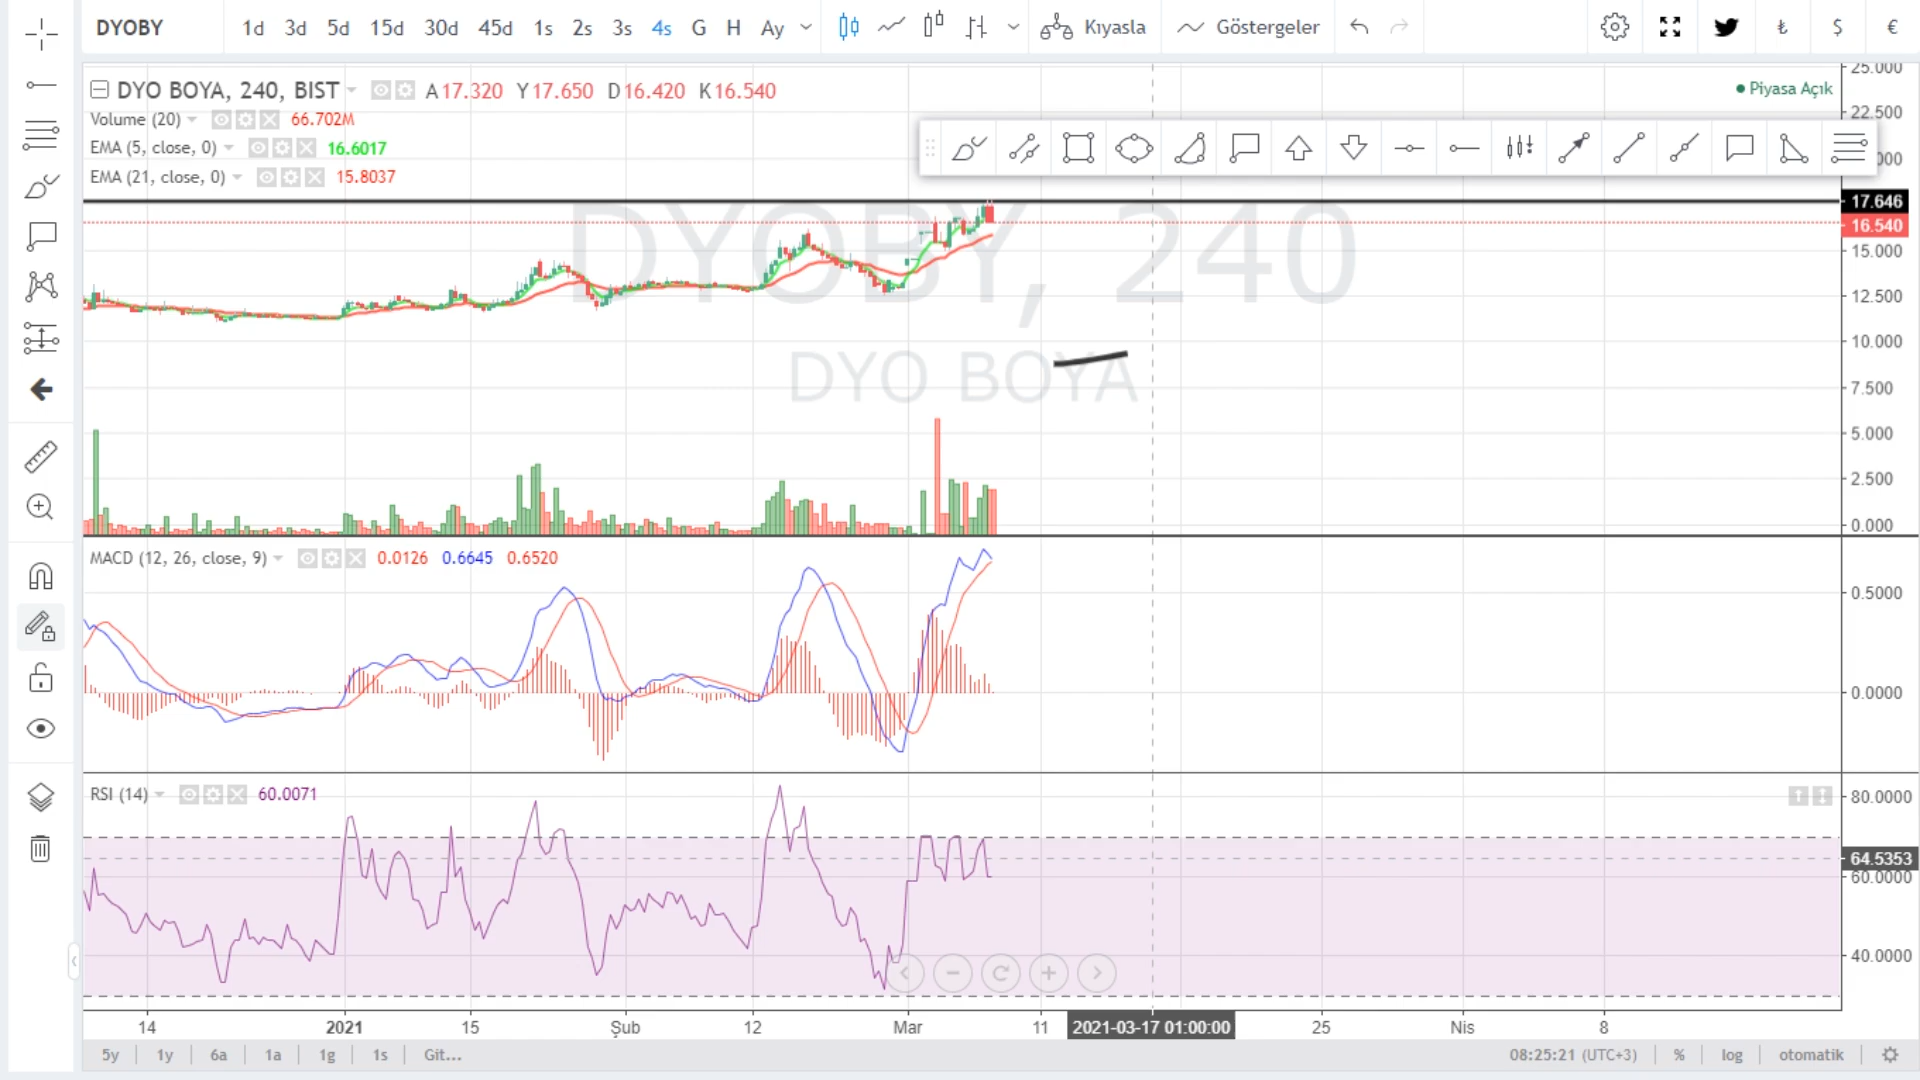 DYOBY 1d 3d 5d 15d 30d 45d 1s 2s 3s 4s G H Ay Kıyasla Göstergeler ₺ $ €
DYO BOYA, 240, BIST A17.320 Y17.650 D16.420 K16.540
Piyasa Açık
Volume (20) 66.702M
EMA (5, close, 0) 16.6017
EMA (21, close, 0) 15.8037
DYOBY, 240
DYO BOYA
25.000
22.500
17.646
16.540
15.000
12.500
10.000
7.500
5.000
2.500
0.000
MACD (12, 26, close, 9) 0.0126 0.6645 0.6520
0.5000
0.0000
RSI (14) 60.0071
80.0000
64.5353
60.0000
40.0000
14 2021 15 Şub 12 Mar 11 2021-03-17 01:00:00 25 Nis 8
5y 1y 6a 1a 1g 1s Git... 08:25:21 (UTC+3) % log otomatik